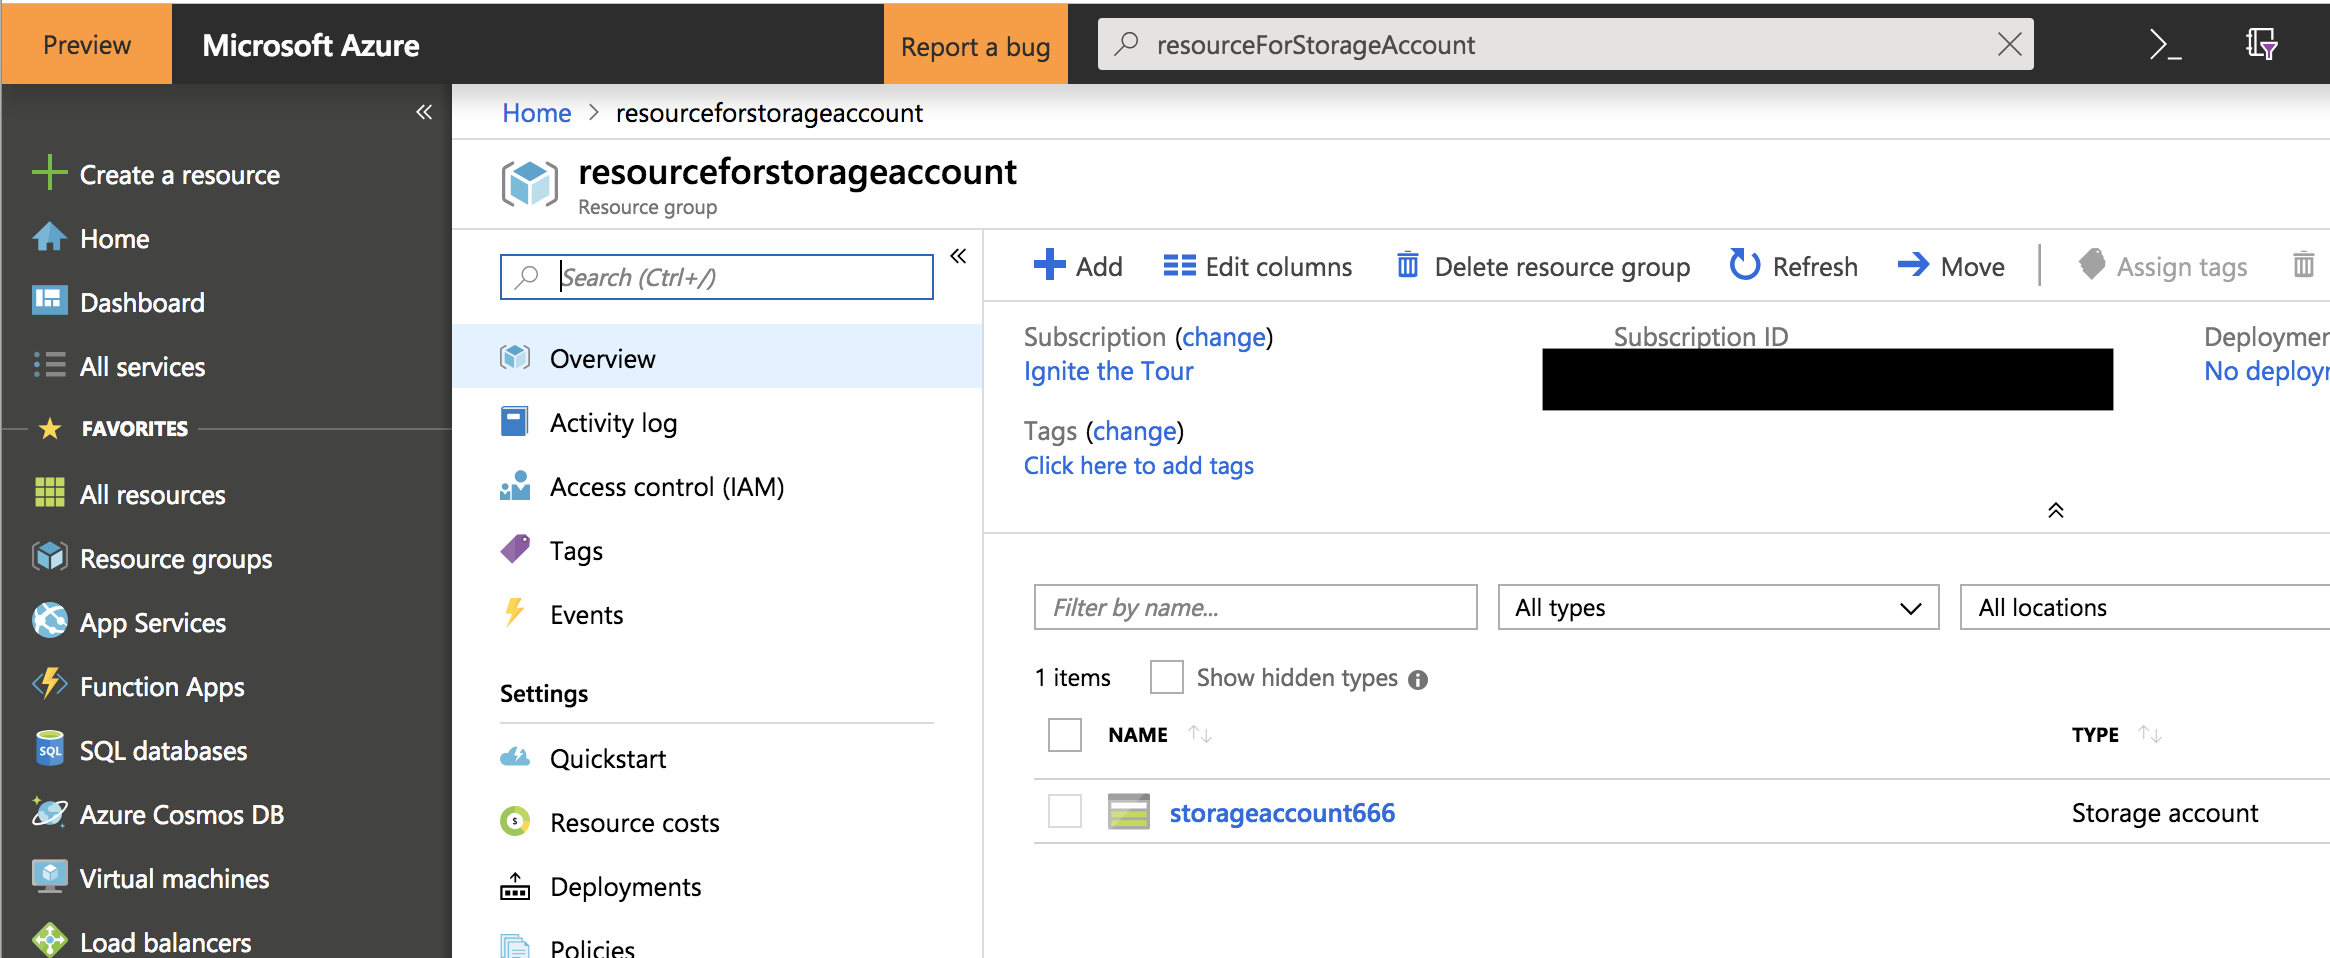 Preview
Microsoft Azure
Report a bug
resourceForStorageAccount
Home > resourceforstorageaccount
resourceforstorageaccount
Resource group
Create a resource
Home
Dashboard
All services
FAVORITES
All resources
Resource groups
App Services
Function Apps
SQL
SQL databases
Azure Cosmos DB
Virtual machines
Load balancers
Search (Ctrl+/)
Overview
Activity log
Access control (IAM)
Tags
Events
Settings
Quickstart
Resource costs
Deployments
Policies
Add
Edit columns
Delete resource group
Refresh
Move
Assign tags
Subscription (change)
Ignite the Tour
Subscription ID
Deploymen
No deployr
Tags (change)
Click here to add tags
Filter by name...
All types
All locations
1 items
Show hidden types
NAME
TYPE
storageaccount666
Storage account